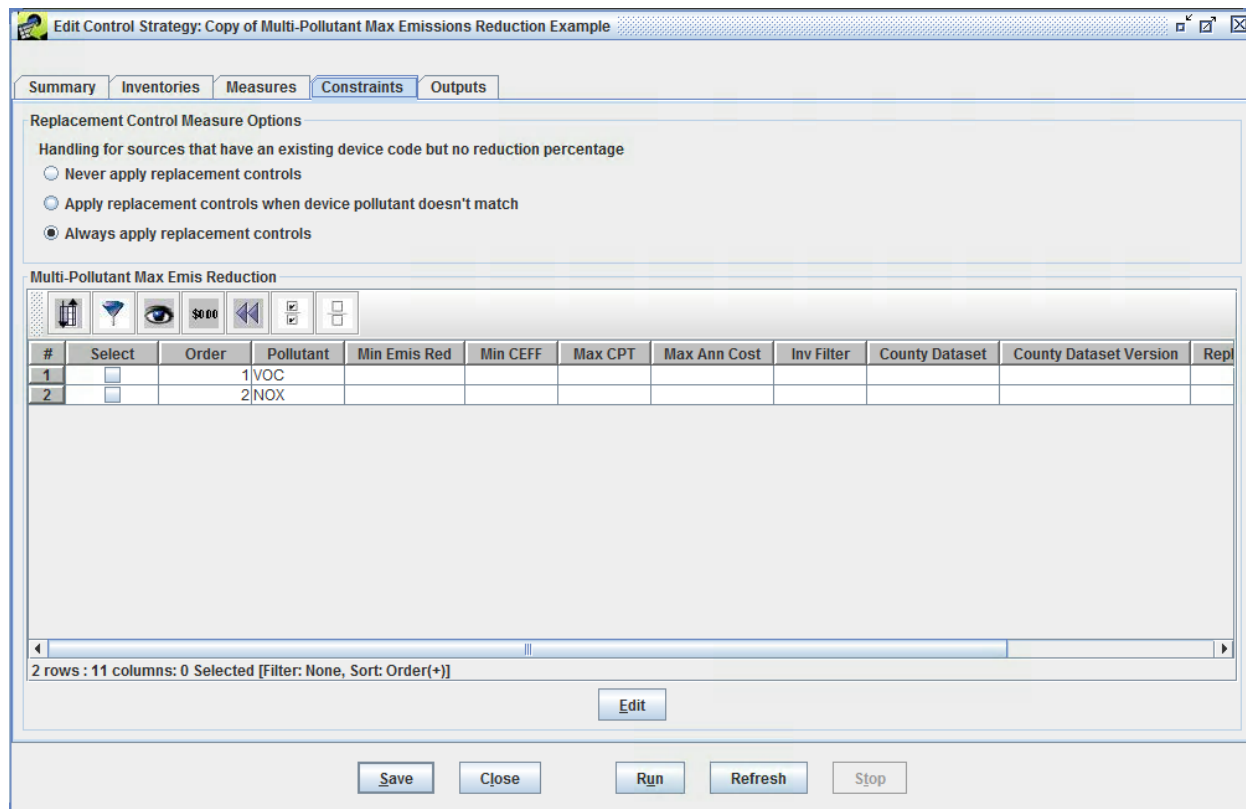 Edit Control Strategy: Copy of Multi-Pollutant Max Emissions Reduction Example
Summary Inventories Measures Constraints Outputs
Replacement Control Measure Options
Handling for sources that have an existing device code but no reduction percentage
Never apply replacement controls
Apply replacement controls when device pollutant doesn't match
Always apply replacement controls
Multi-Pollutant Max Emis Reduction
$0.00
# Select Order Pollutant Min Emis Red Min CEFF Max CPT Max Ann Cost Inv Filter County Dataset County Dataset Version Repl
1 1 VOC
2 2 NOX
2 rows : 11 columns: 0 Selected [Filter: None, Sort: Order(+)]
Edit
Save Close Run Refresh Stop